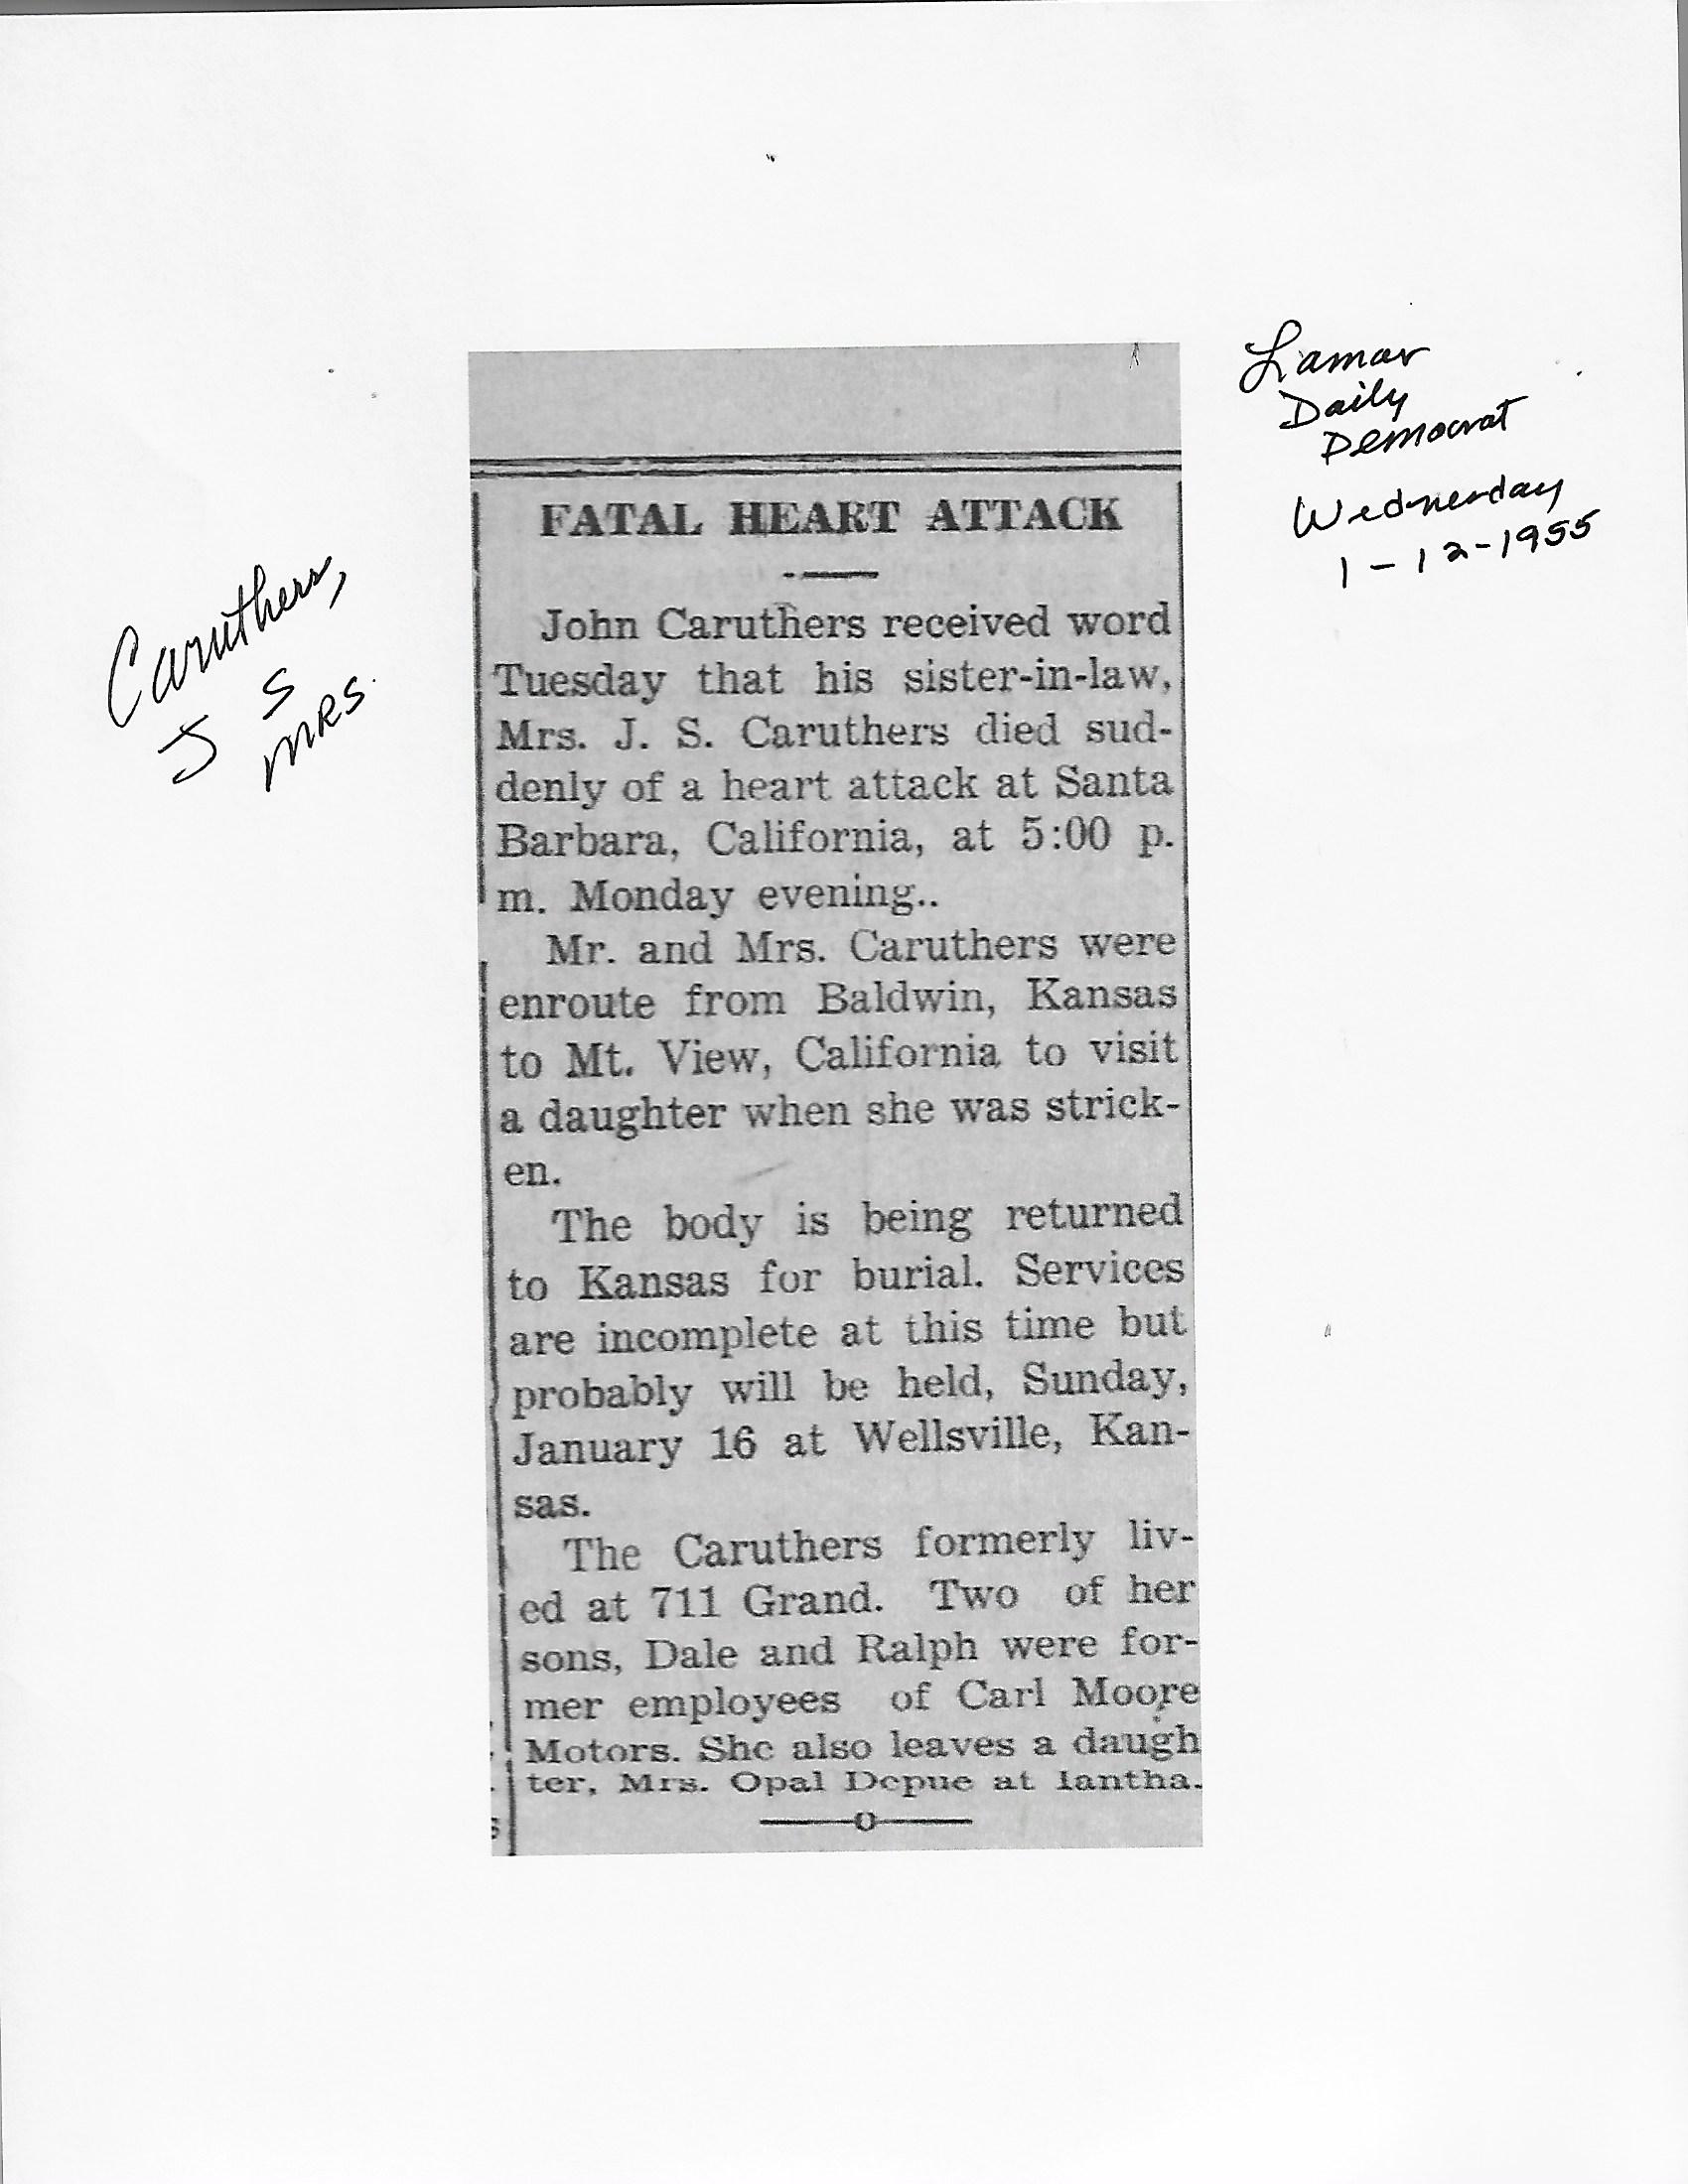 Lamar
Daily
Democrat
Wednesday
1-12-1955
Caruthers,
J S
MRS.
FATAL HEART ATTACK
John Caruthers received word
Tuesday that his sister-in-law,
Mrs. J. S. Caruthers died sud-
denly of a heart attack at Santa
Barbara, California, at 5:00 p.
m. Monday evening..
Mr. and Mrs. Caruthers were
enroute from Baldwin, Kansas
to Mt. View, California to visit
a daughter when she was strick-
en.
The body is being returned
to Kansas for burial. Services
are incomplete at this time but
probably will be held, Sunday,
January 16 at Wellsville, Kan-
sas.
The Caruthers formerly liv-
ed at 711 Grand. Two of her
sons, Dale and Ralph were for-
mer employees of Carl Moore
Motors. She also leaves a daugh
ter, Mrs. Opal Depue at Iantha.